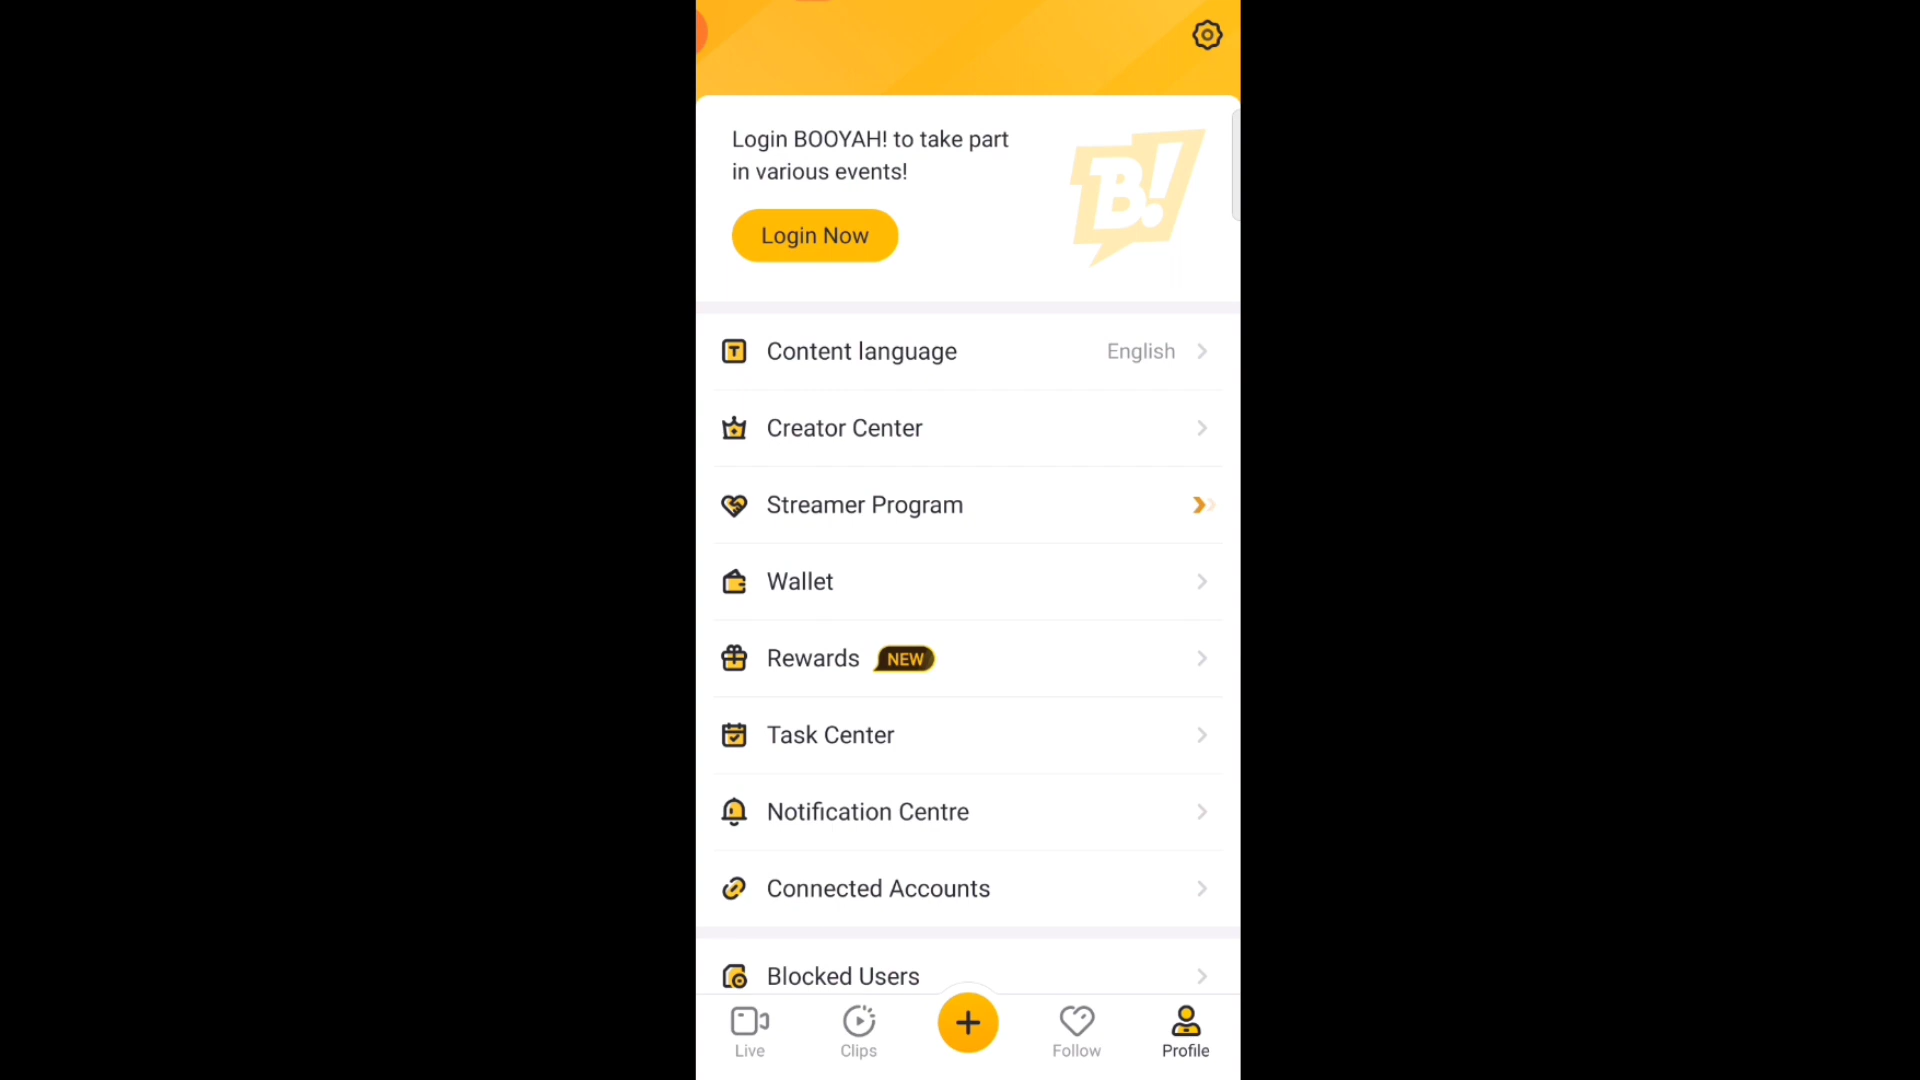 Login BOOYAH! to take part
in various events!
B!
Login Now
Content language English
Creator Center
Streamer Program
Wallet
Rewards NEW
Task Center
Notification Centre
Connected Accounts
Blocked Users
Live Clips Follow Profile